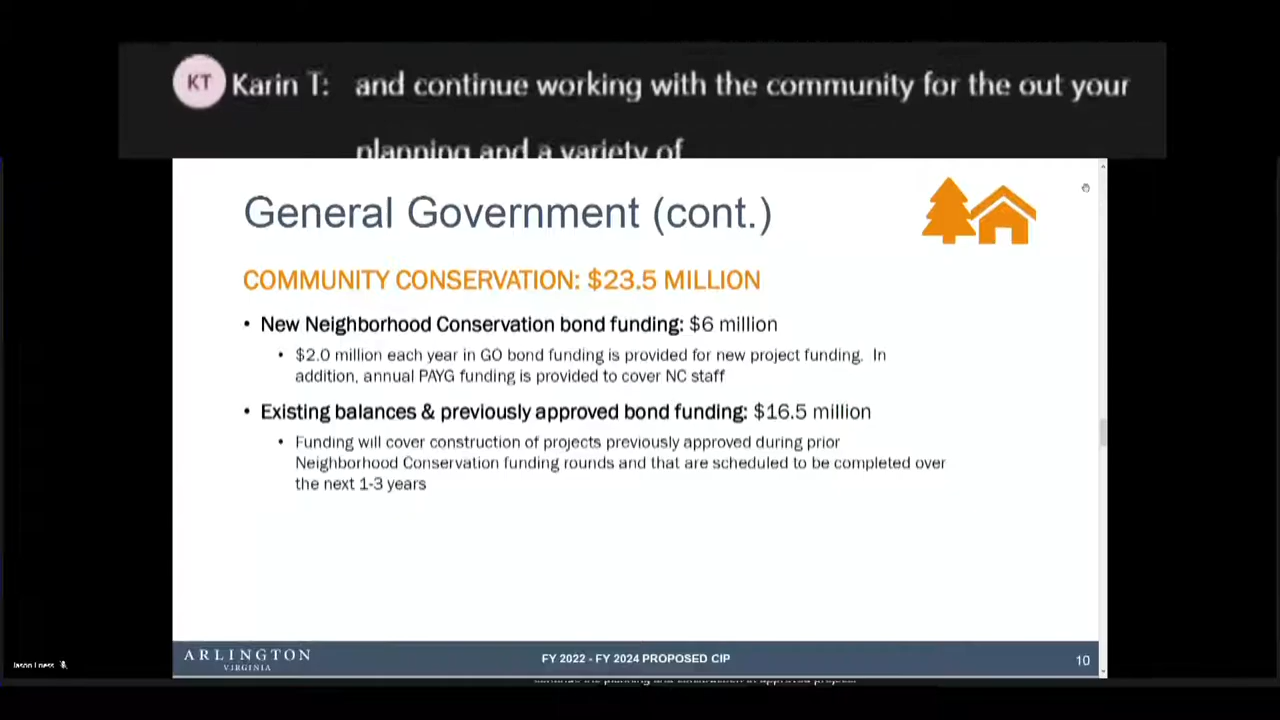 KT Karin T: and continue working with the community for the out your
planning and a variety of
General Government (cont.)
COMMUNITY CONSERVATION: $23.5 MILLION
• New Neighborhood Conservation bond funding: $6 million
• $2.0 million each year in GO bond funding is provided for new project funding. In
addition, annual PAYG funding is provided to cover NC staff
• Existing balances & previously approved bond funding: $16.5 million
• Funding will cover construction of projects previously approved during prior
Neighborhood Conservation funding rounds and that are scheduled to be completed over
the next 1-3 years
ARLINGTON
VIRGINIA
FY 2022 - FY 2024 PROPOSED CIP
10
Jason